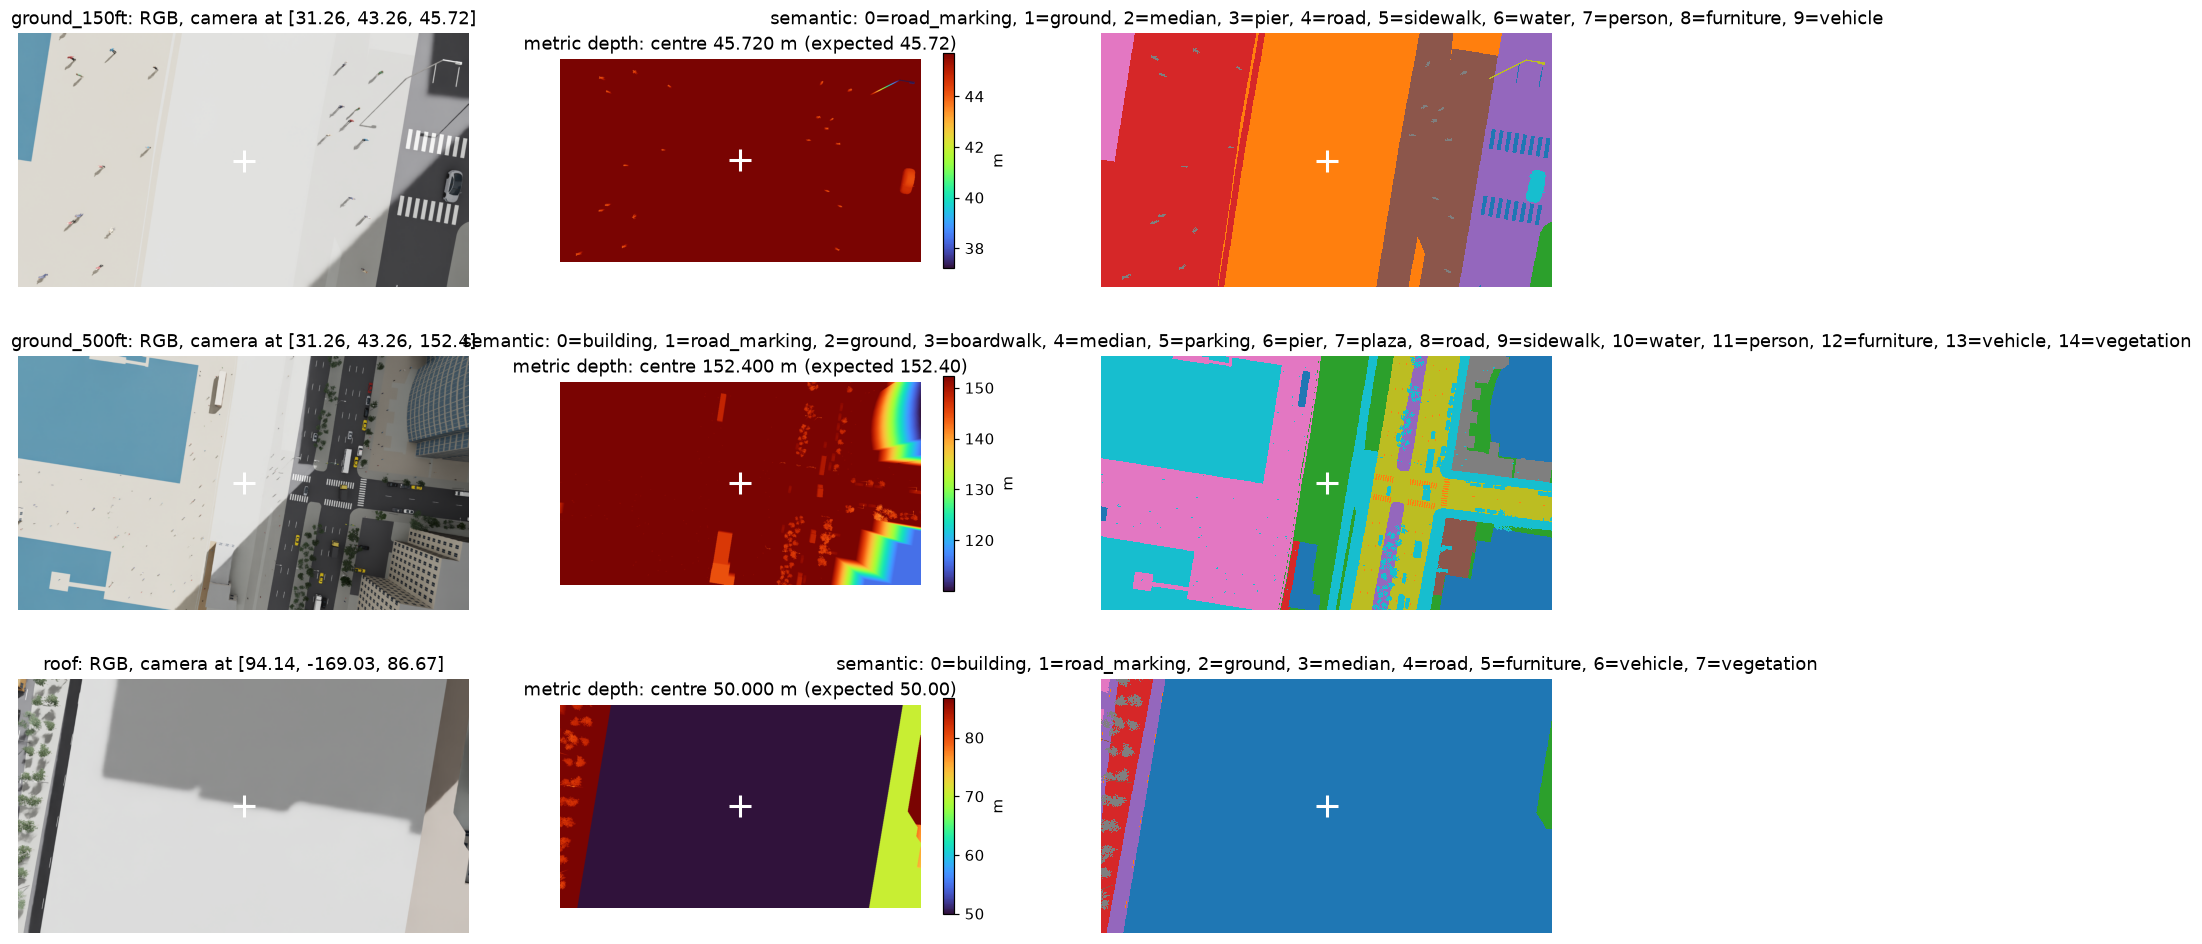 ground_150ft: RGB, camera at [31.26, 43.26, 45.72]
semantic: 0=road_marking, 1=ground, 2=median, 3=pier, 4=road, 5=sidewalk, 6=water, 7=person, 8=furniture, 9=vehicle
metric depth: centre 45.720 m (expected 45.72)
44
42
40
38
m
ground_500ft: RGB, camera at [31.26, 43.26, 152.4]
semantic: 0=building, 1=road_marking, 2=ground, 3=boardwalk, 4=median, 5=parking, 6=pier, 7=plaza, 8=road, 9=sidewalk, 10=water, 11=person, 12=furniture, 13=vehicle, 14=vegetation
metric depth: centre 152.400 m (expected 152.40)
150
140
130
120
m
roof: RGB, camera at [94.14, -169.03, 86.67]
semantic: 0=building, 1=road_marking, 2=ground, 3=median, 4=road, 5=furniture, 6=vehicle, 7=vegetation
metric depth: centre 50.000 m (expected 50.00)
80
70
60
50
m